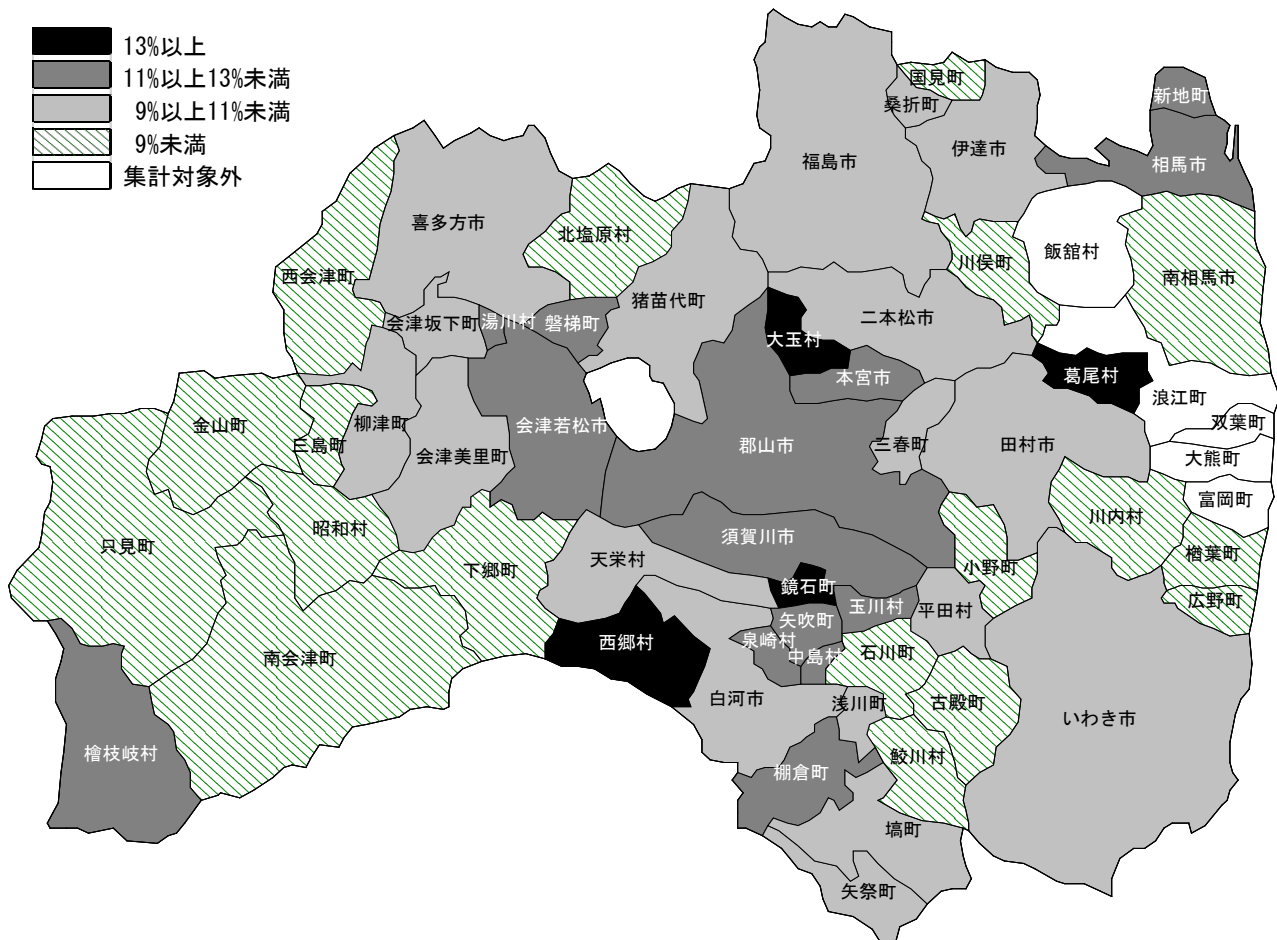 13%以上
11%以上13%未満
9%以上11%未満
9%未満
集計対象外
国見町
桑折町
新地町
伊達市
相馬市
福島市
喜多方市
北塩原村
川俣町
飯舘村
南相馬市
西会津町
猪苗代町
会津坂下町
湯川村
磐梯町
二本松市
大玉村
本宮市
葛尾村
浪江町
双葉町
金山町
三島町
柳津町
会津若松市
会津美里町
郡山市
三春町
田村市
大熊町
富岡町
只見町
昭和村
下郷町
須賀川市
天栄村
川内村
楢葉町
小野町
広野町
鏡石町
玉川村
平田村
矢吹町
泉崎村
中島村
西郷村
石川町
南会津町
白河市
浅川町
古殿町
いわき市
檜枝岐村
棚倉町
鮫川村
塙町
矢祭町